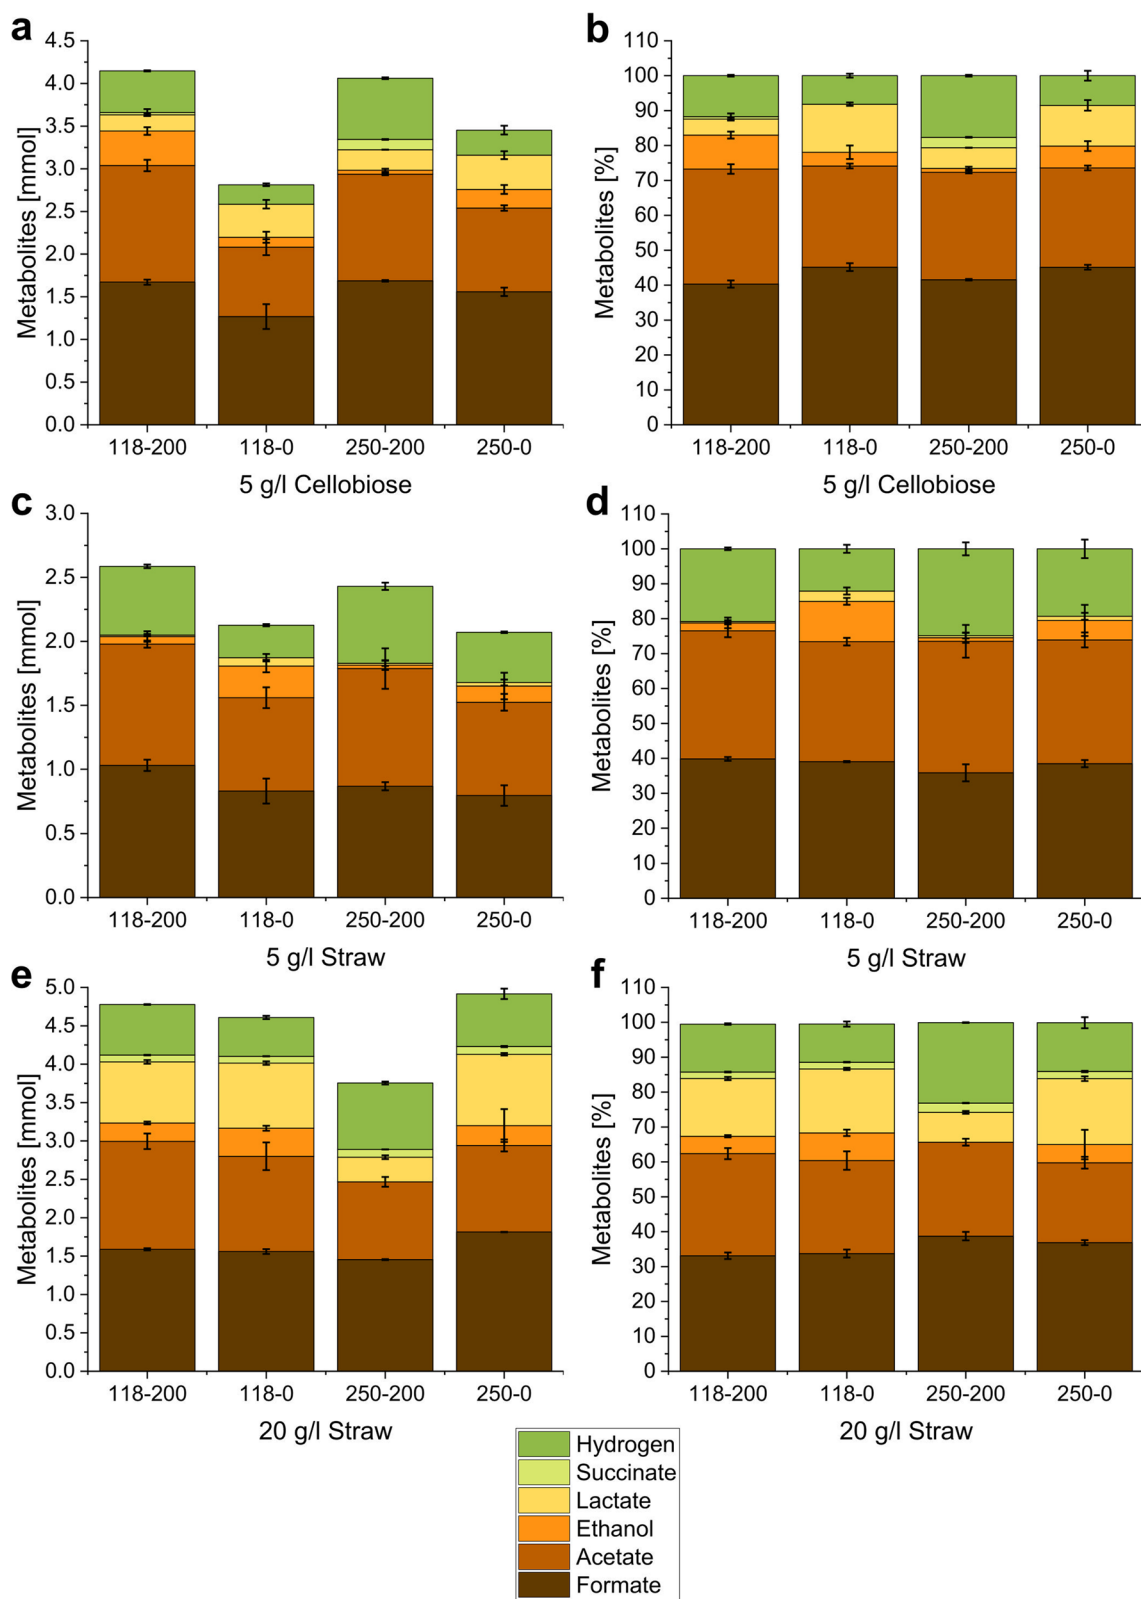 a
4.5
4.0
3.5
3.0
2.5
2.0
1.5
1.0
0.5
0.0
Metabolites [mmol]
118-200 118-0 250-200 250-0
5 g/l Cellobiose
b
110
100
90
80
70
60
50
40
30
20
10
0
Metabolites [%]
118-200 118-0 250-200 250-0
5 g/l Cellobiose
c
3.0
2.5
2.0
1.5
1.0
0.5
0.0
Metabolites [mmol]
118-200 118-0 250-200 250-0
5 g/l Straw
d
110
100
90
80
70
60
50
40
30
20
10
0
Metabolites [%]
118-200 118-0 250-200 250-0
5 g/l Straw
e
5.0
4.5
4.0
3.5
3.0
2.5
2.0
1.5
1.0
0.5
0.0
Metabolites [mmol]
118-200 118-0 250-200 250-0
20 g/l Straw
f
110
100
90
80
70
60
50
40
30
20
10
0
Metabolites [%]
118-200 118-0 250-200 250-0
20 g/l Straw
Hydrogen
Succinate
Lactate
Ethanol
Acetate
Formate